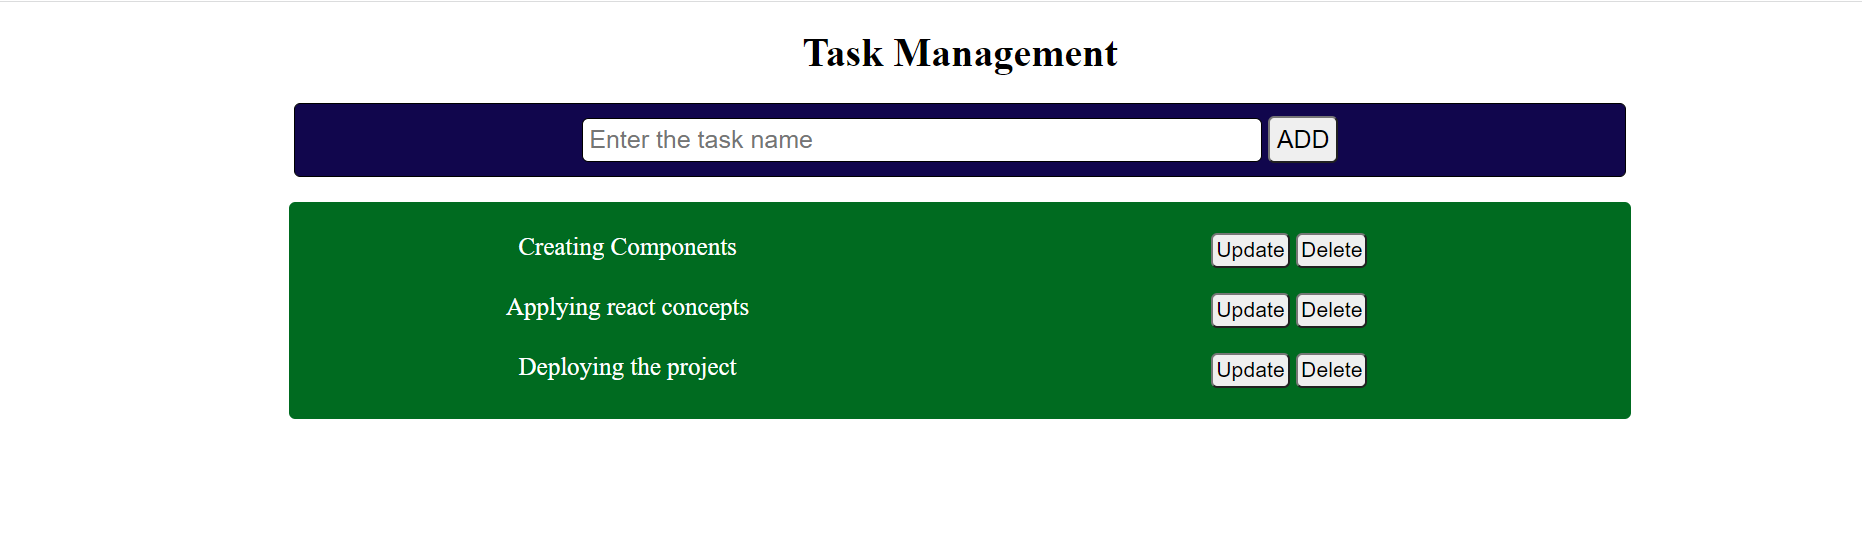 Task Management
Enter the task name ADD
Creating Components Update Delete
Applying react concepts Update Delete
Deploying the project Update Delete